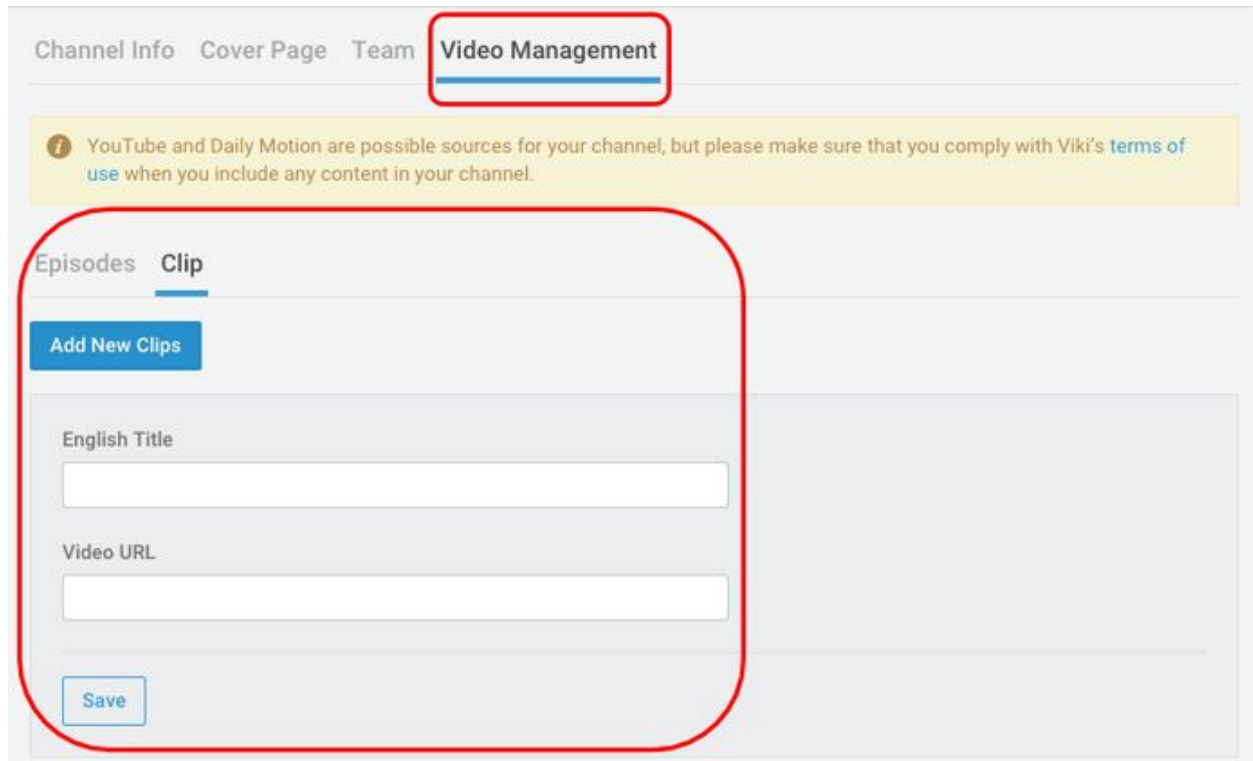 Channel Info Cover Page Team Video Management
YouTube and Daily Motion are possible sources for your channel, but please make sure that you comply with Viki's terms of
use when you include any content in your channel.
Episodes Clip
Add New Clips
English Title
Video URL
Save